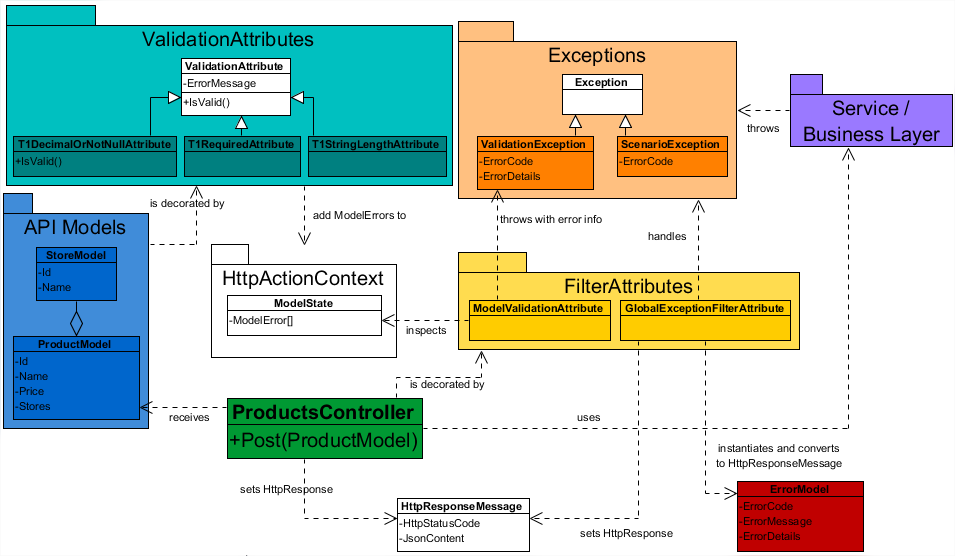 ValidationAttributes
ValidationAttribute
-ErrorMessage
+IsValid()
T1DecimalOrNotNullAttribute
+IsValid()
T1RequiredAttribute
T1StringLengthAttribute
Exceptions
Exception
ValidationException
-ErrorCode
-ErrorDetails
ScenarioException
-ErrorCode
Service /
Business Layer
throws
is decorated by
add ModelErrors to
throws with error info
handles
API Models
StoreModel
-Id
-Name
ProductModel
-Id
-Name
-Price
-Stores
HttpActionContext
ModelState
-ModelError[]
inspects
FilterAttributes
ModelValidationAttribute
GlobalExceptionFilterAttribute
is decorated by
receives
ProductsController
+Post(ProductModel)
uses
instantiates and converts
to HttpResponseMessage
sets HttpResponse
HttpResponseMessage
-HttpStatusCode
-JsonContent
sets HttpResponse
ErrorModel
-ErrorCode
-ErrorMessage
-ErrorDetails